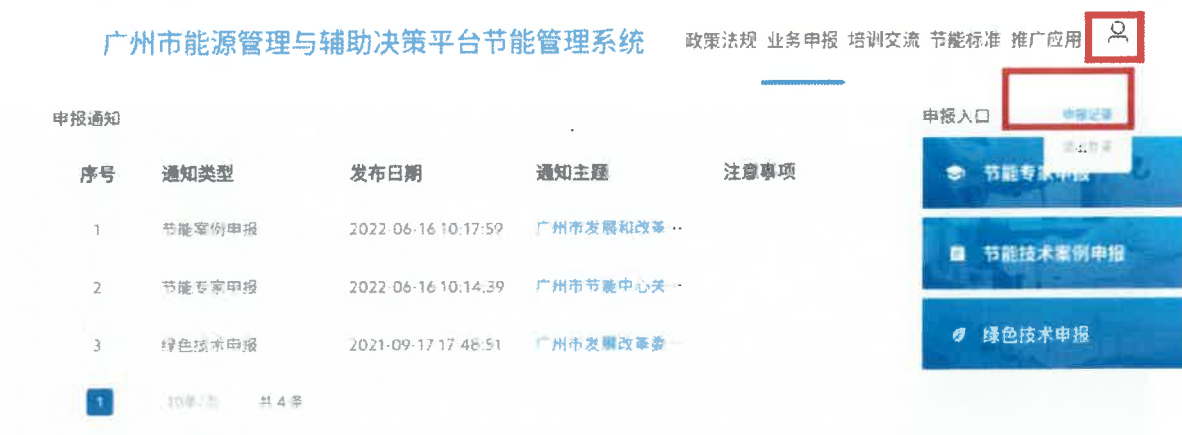 广州市能源管理与辅助决策平台节能管理系统 政策法规 业务申报 培训交流 节能标准 推广应用
申报通知 申报入口 申报记录
退出登录
序号 通知类型 发布日期 通知主题 注意事项
节能专家申报
1 节能案例申报 2022-06-16 10:17:59 广州市发展和改革…
节能技术案例申报
2 节能专家申报 2022-06-16 10:14:39 广州市节能中心关…
3 绿色技术申报 2021-09-17 17:48:51 广州市发展改革委…
绿色技术申报
1 10条/页 共 4 条